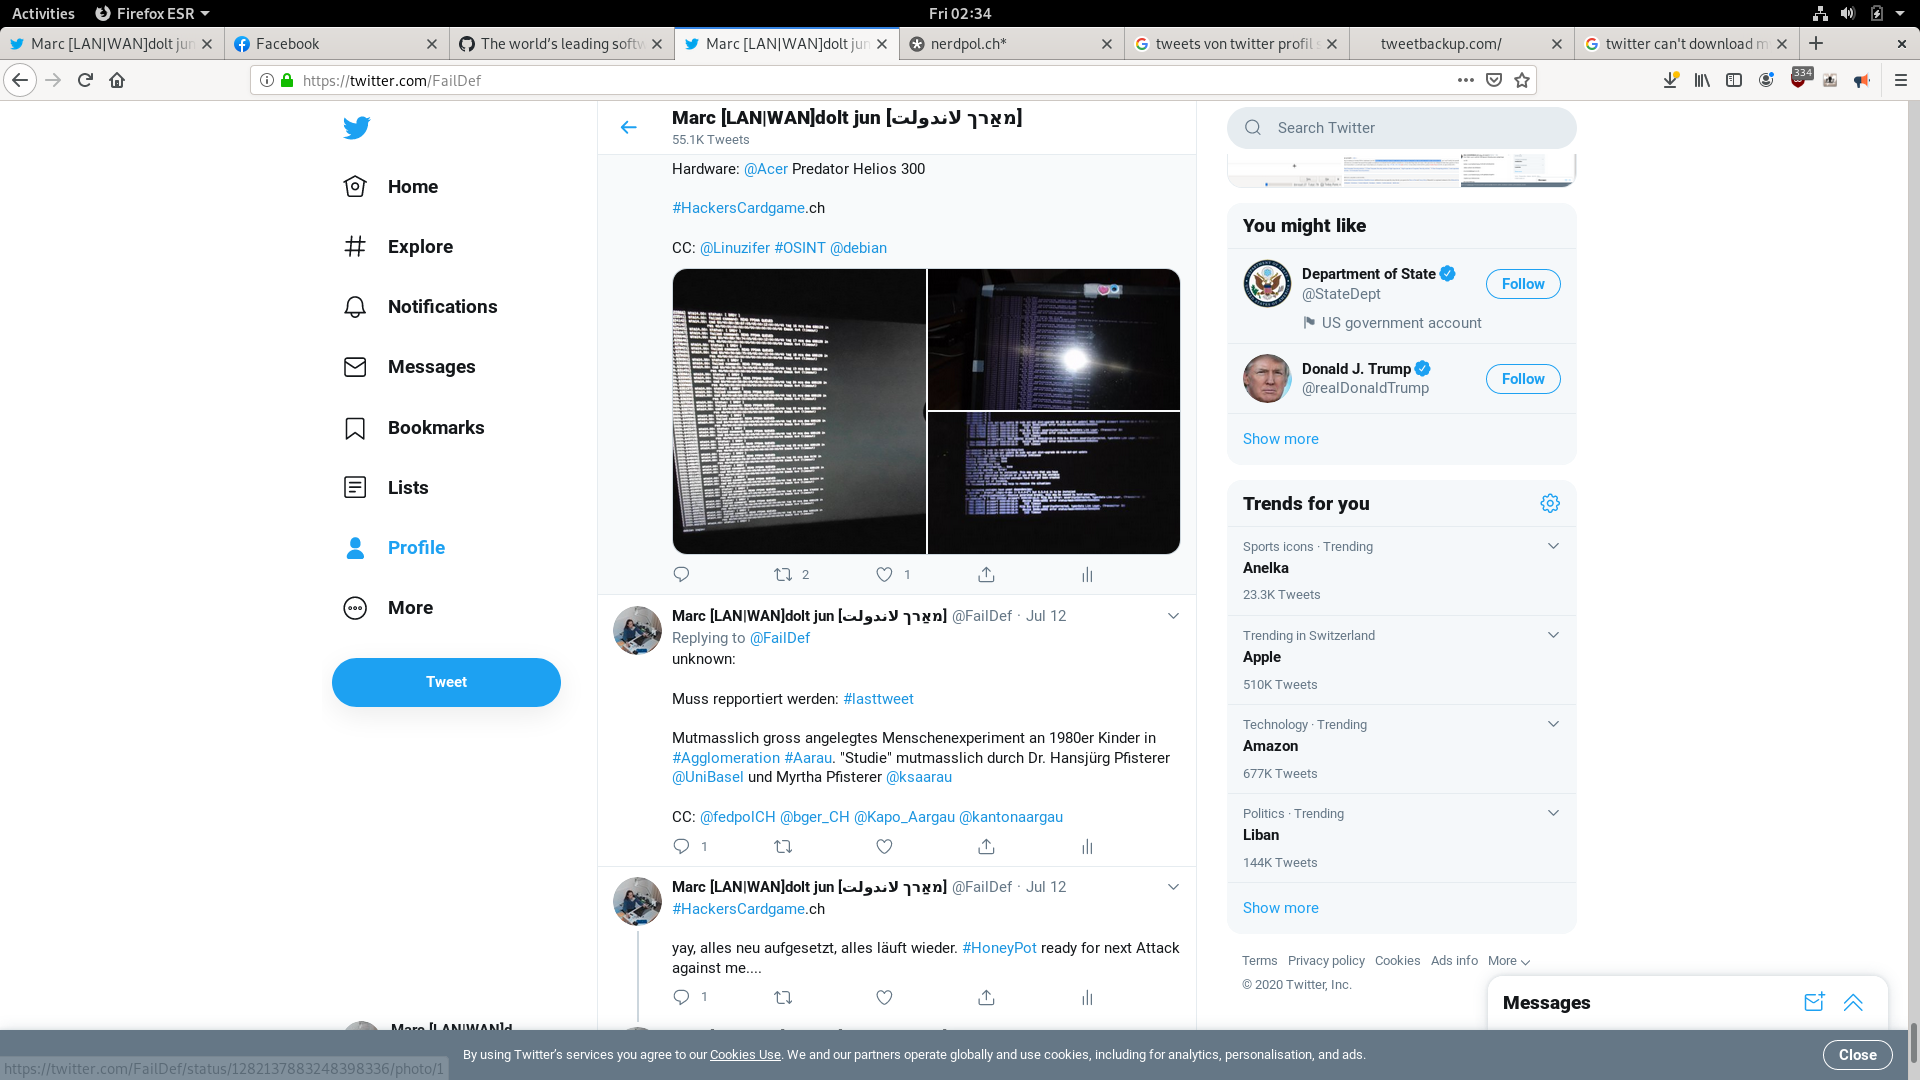 Activities
Firefox ESR
Fri 02:34
Marc [LAN|WAN]dolt jun
Facebook
The world's leading softw
Marc [LAN|WAN]dolt jun
nerdpol.ch*
tweets von twitter profil s
tweetbackup.com/
twitter can't download m
https://twitter.com/FailDef
334
Home
Explore
Notifications
Messages
Bookmarks
Lists
Profile
More
Tweet
Marc [LAN|WAN]d
Marc [LAN|WAN]dolt jun [מאַרך לאנדולת]
55.1K Tweets
Hardware: @Acer Predator Helios 300
#HackersCardgame.ch
CC: @Linuzifer #OSINT @debian
2
1
Marc [LAN|WAN]dolt jun [מאַרך לאנדולת] @FailDef · Jul 12
Replying to @FailDef
unknown:
Muss repportiert werden: #lasttweet
Mutmasslich gross angelegtes Menschenexperiment an 1980er Kinder in
#Agglomeration #Aarau. "Studie" mutmasslich durch Dr. Hansjürg Pfisterer
@UniBasel und Myrtha Pfisterer @ksaarau
CC: @fedpolCH @bger_CH @Kapo_Aargau @kantonaargau
1
Marc [LAN|WAN]dolt jun [מאַרך לאנדולת] @FailDef · Jul 12
#HackersCardgame.ch
yay, alles neu aufgesetzt, alles läuft wieder. #HoneyPot ready for next Attack
against me....
1
Search Twitter
You might like
Department of State
@StateDept
US government account
Follow
Donald J. Trump
@realDonaldTrump
Follow
Show more
Trends for you
Sports icons · Trending
Anelka
23.3K Tweets
Trending in Switzerland
Apple
510K Tweets
Technology · Trending
Amazon
677K Tweets
Politics · Trending
Liban
144K Tweets
Show more
Terms Privacy policy Cookies Ads info More
© 2020 Twitter, Inc.
Messages
By using Twitter's services you agree to our Cookies Use. We and our partners operate globally and use cookies, including for analytics, personalisation, and ads.
Close
https://twitter.com/FailDef/status/1282137883248398336/photo/1